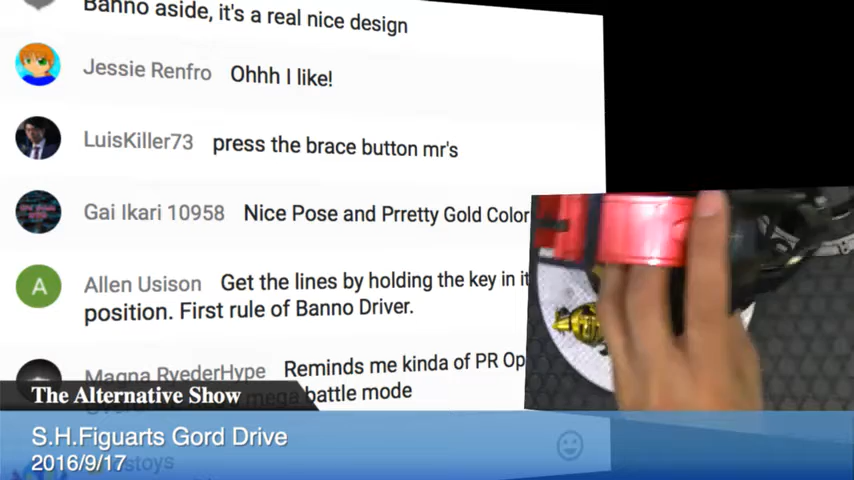 Banno aside, it's a real nice design
Jessie Renfro Ohhh I like!
LuisKiller73 press the brace button mr's
Gai Ikari 10958 Nice Pose and Prretty Gold Color
A Allen Usison Get the lines by holding the key in it
position. First rule of Banno Driver.
Magna RyederHype Reminds me kinda of PR Op
mega battle mode
The Alternative Show
S.H.Figuarts Gord Drive
2016/9/17